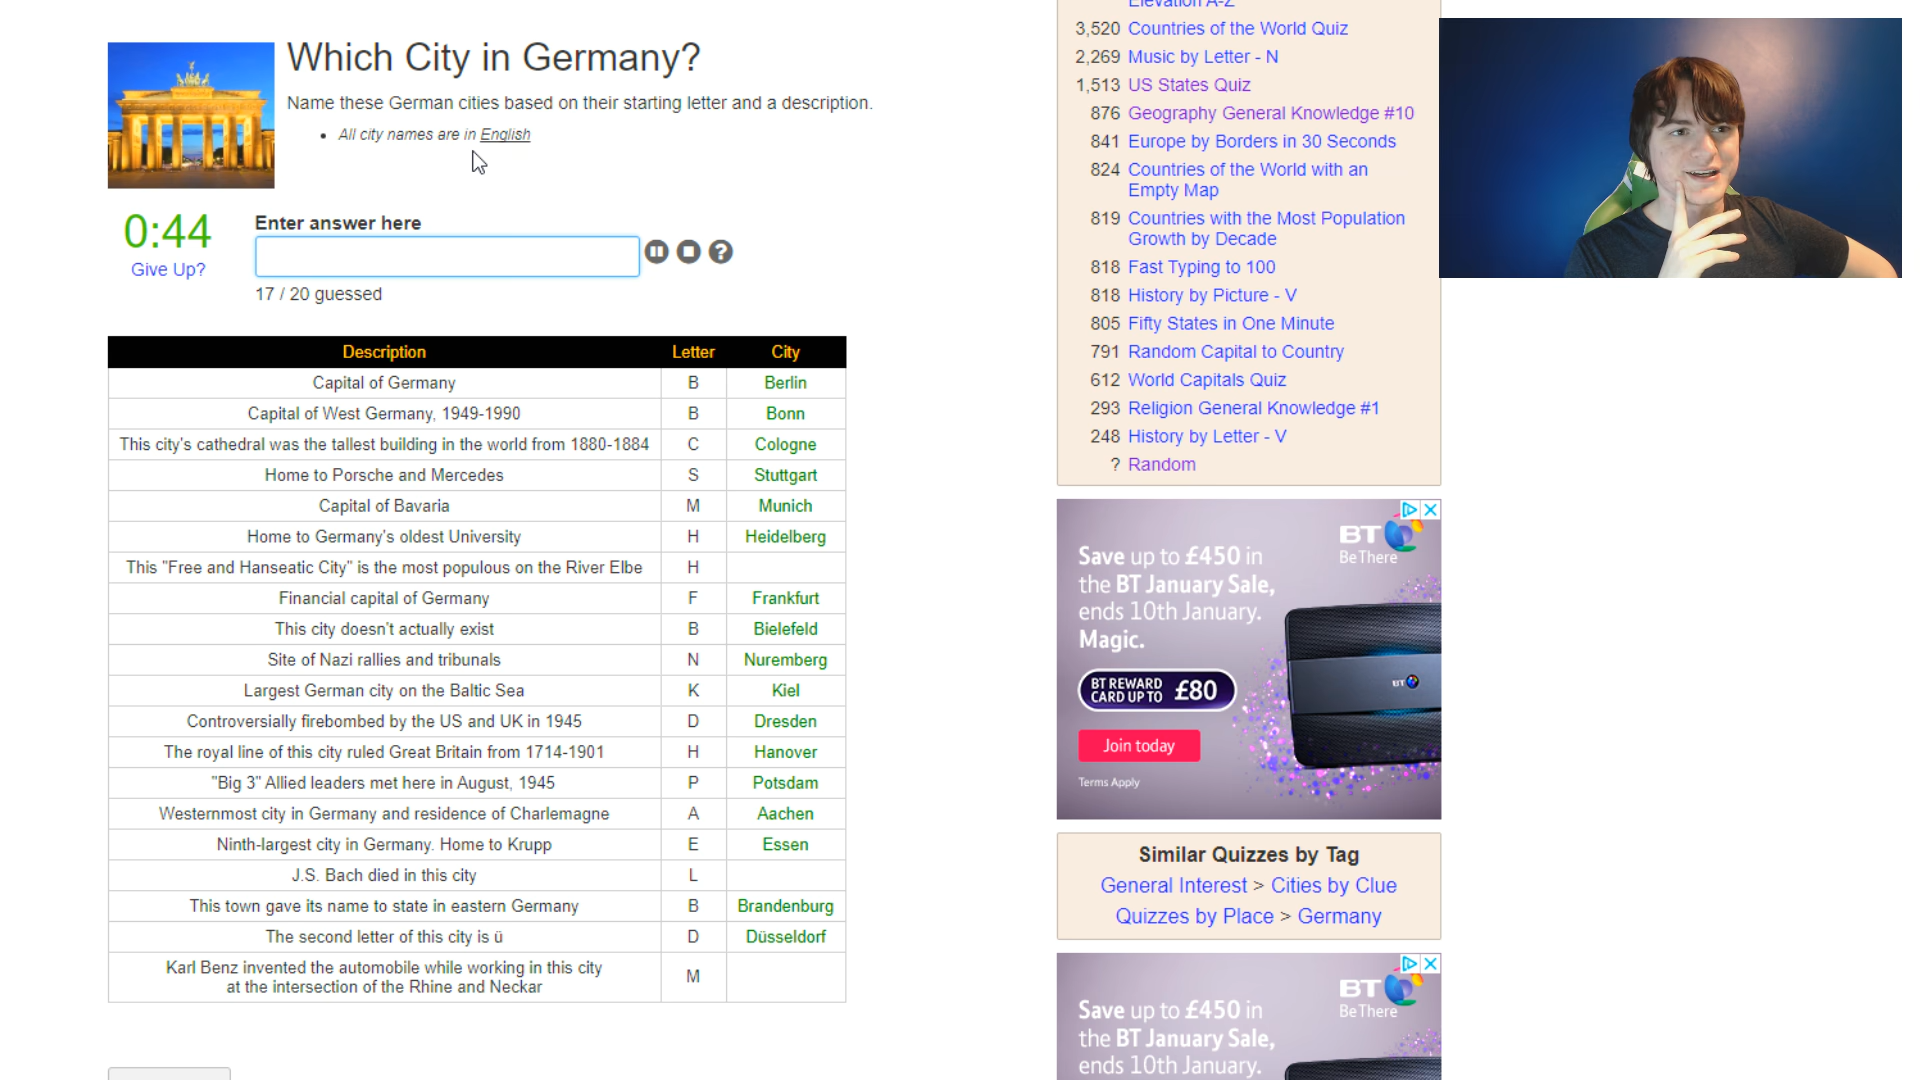 Which City in Germany?
Name these German cities based on their starting letter and a description.
• All city names are in English
0:44
Give Up?
Enter answer here
17 / 20 guessed
Description Letter City
Capital of Germany B Berlin
Capital of West Germany, 1949-1990 B Bonn
This city's cathedral was the tallest building in the world from 1880-1884 C Cologne
Home to Porsche and Mercedes S Stuttgart
Capital of Bavaria M Munich
Home to Germany's oldest University H Heidelberg
This "Free and Hanseatic City" is the most populous on the River Elbe H
Financial capital of Germany F Frankfurt
This city doesn't actually exist B Bielefeld
Site of Nazi rallies and tribunals N Nuremberg
Largest German city on the Baltic Sea K Kiel
Controversially firebombed by the US and UK in 1945 D Dresden
The royal line of this city ruled Great Britain from 1714-1901 H Hanover
"Big 3" Allied leaders met here in August, 1945 P Potsdam
Westernmost city in Germany and residence of Charlemagne A Aachen
Ninth-largest city in Germany. Home to Krupp E Essen
J.S. Bach died in this city L
This town gave its name to state in eastern Germany B Brandenburg
The second letter of this city is ü D Düsseldorf
Karl Benz invented the automobile while working in this city
at the intersection of the Rhine and Neckar M
Elevation A-Z
3,520 Countries of the World Quiz
2,269 Music by Letter - N
1,513 US States Quiz
876 Geography General Knowledge #10
841 Europe by Borders in 30 Seconds
824 Countries of the World with an
Empty Map
819 Countries with the Most Population
Growth by Decade
818 Fast Typing to 100
818 History by Picture - V
805 Fifty States in One Minute
791 Random Capital to Country
612 World Capitals Quiz
293 Religion General Knowledge #1
248 History by Letter - V
? Random
BT
Be There
Save up to £450 in
the BT January Sale,
ends 10th January.
Magic.
BT REWARD
CARD UP TO £80
BT
Join today
Terms Apply
Similar Quizzes by Tag
General Interest > Cities by Clue
Quizzes by Place > Germany
BT
Be There
Save up to £450 in
the BT January Sale,
ends 10th January.